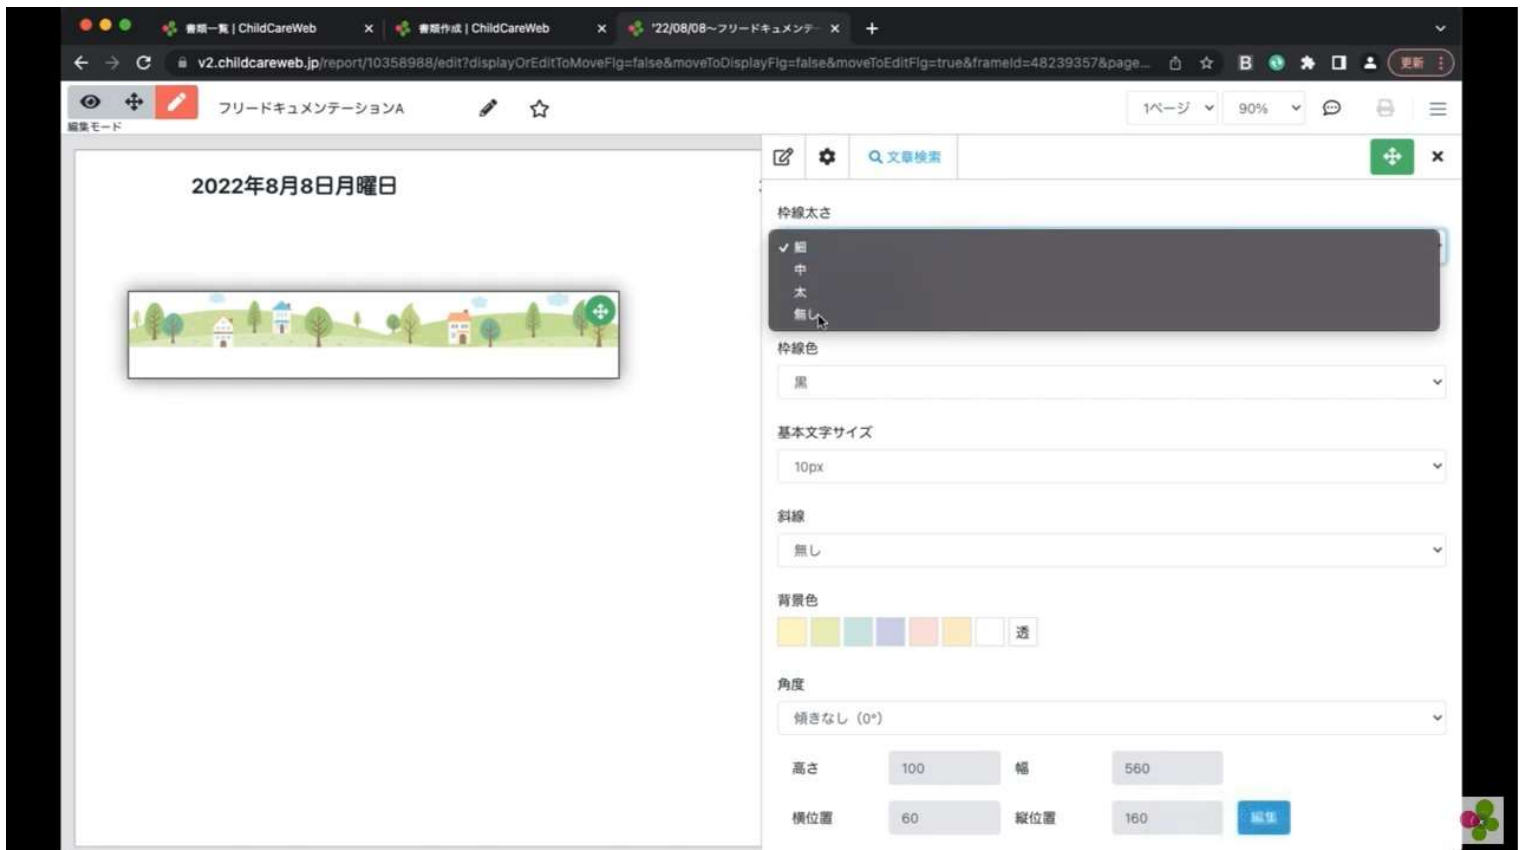 書類一覧 | ChildCareWeb
書類作成 | ChildCareWeb
'22/08/08〜フリードキュメンテー
v2.childcareweb.jp/report/10358988/edit?displayOrEditToMoveFlg=false&moveToDisplayFlg=false&moveToEditFlg=true&frameId=48239357&page...
B
更新
編集モード
フリードキュメンテーションA
1ページ
90%
文章検索
2022年8月8日月曜日
枠線太さ
細
中
太
無し
枠線色
黒
基本文字サイズ
10px
斜線
無し
背景色
透
角度
傾きなし（0°）
高さ
100
幅
560
横位置
60
縦位置
160
編集